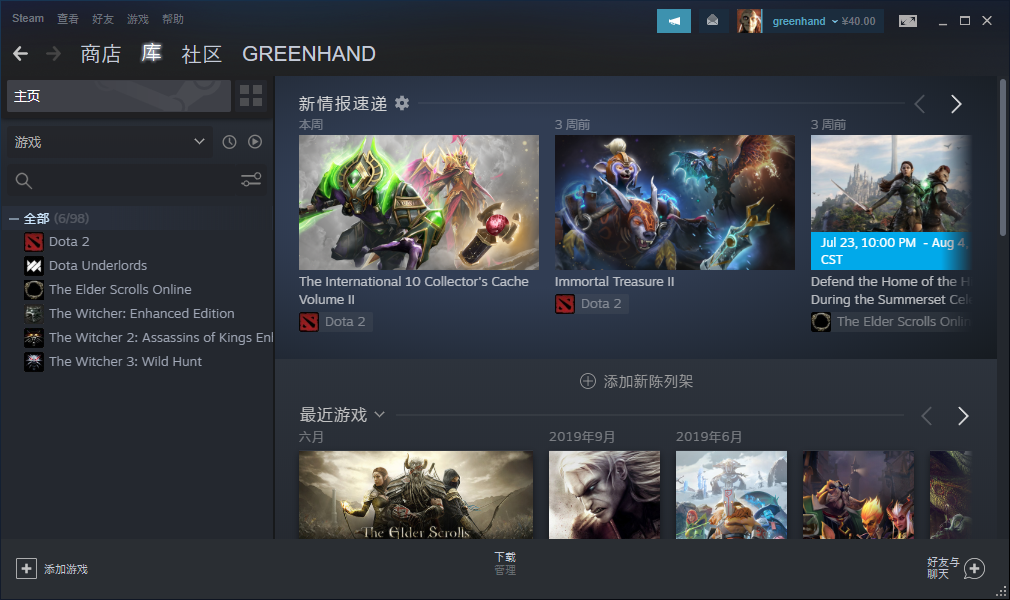 Steam 查看 好友 游戏 帮助
greenhand ¥40.00
商店 库 社区 GREENHAND
主页
游戏
全部 (6/98)
Dota 2
Dota Underlords
The Elder Scrolls Online
The Witcher: Enhanced Edition
The Witcher 2: Assassins of Kings Enl
The Witcher 3: Wild Hunt
新情报速递
本周
The International 10 Collector's Cache
Volume II
Dota 2
3 周前
Immortal Treasure II
Dota 2
3 周前
Jul 23, 10:00 PM - Aug 4,
CST
Defend the Home of the H
During the Summerset Cel
The Elder Scrolls Onlin
添加新陈列架
最近游戏
六月
2019年9月
2019年6月
The Elder Scrolls
添加游戏
下载
管理
好友与
聊天